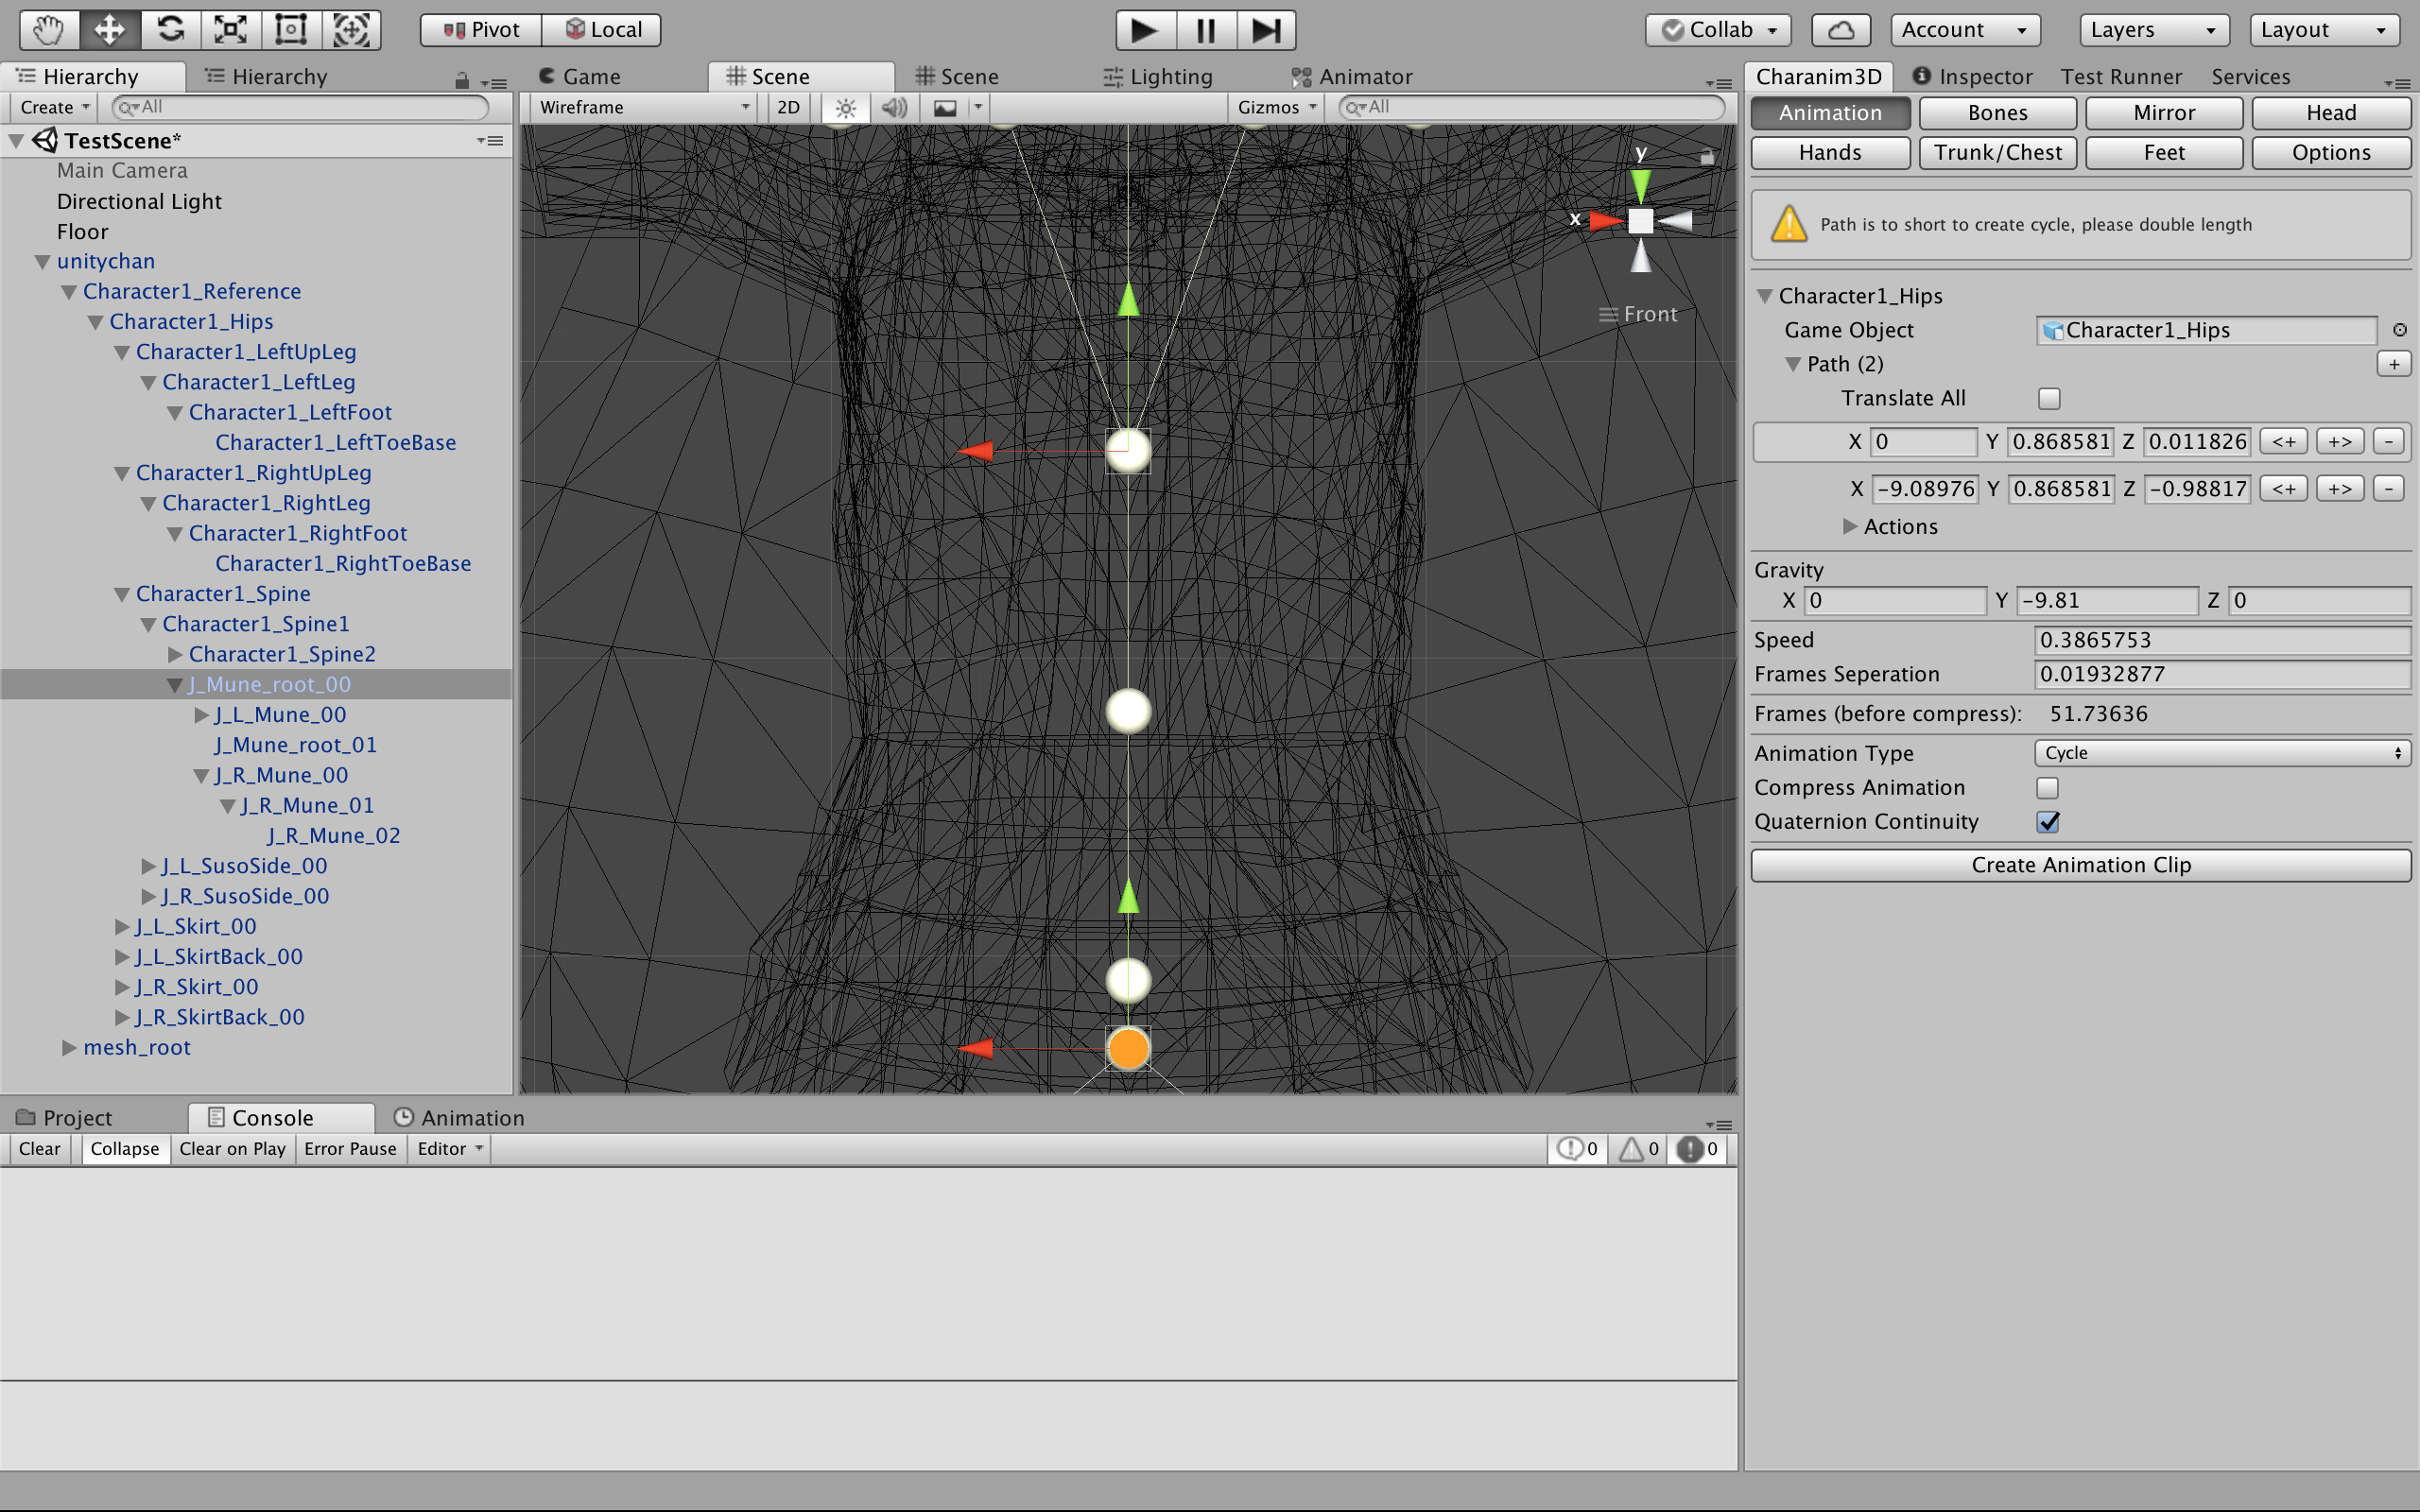 Pivot Local Collab Account Layers Layout
Hierarchy Hierarchy
Create All
TestScene*
Main Camera
Directional Light
Floor
unitychan
Character1_Reference
Character1_Hips
Character1_LeftUpLeg
Character1_LeftLeg
Character1_LeftFoot
Character1_LeftToeBase
Character1_RightUpLeg
Character1_RightLeg
Character1_RightFoot
Character1_RightToeBase
Character1_Spine
Character1_Spine1
Character1_Spine2
J_Mune_root_00
J_L_Mune_00
J_Mune_root_01
J_R_Mune_00
J_R_Mune_01
J_R_Mune_02
J_L_SusoSide_00
J_R_SusoSide_00
J_L_Skirt_00
J_L_SkirtBack_00
J_R_Skirt_00
J_R_SkirtBack_00
mesh_root
Game Scene Scene Lighting Animator
Wireframe 2D Gizmos All
y
x
Front
Charanim3D Inspector Test Runner Services
Animation Bones Mirror Head
Hands Trunk/Chest Feet Options
Path is to short to create cycle, please double length
Character1_Hips
Game Object Character1_Hips
Path (2) +
Translate All
X 0 Y 0.868581 Z 0.011826 <+ +> -
X -9.08976 Y 0.868581 Z -0.98817 <+ +> -
Actions
Gravity
X 0 Y -9.81 Z 0
Speed 0.3865753
Frames Seperation 0.01932877
Frames (before compress): 51.73636
Animation Type Cycle
Compress Animation
Quaternion Continuity
Create Animation Clip
Project Console Animation
Clear Collapse Clear on Play Error Pause Editor 0 0 0